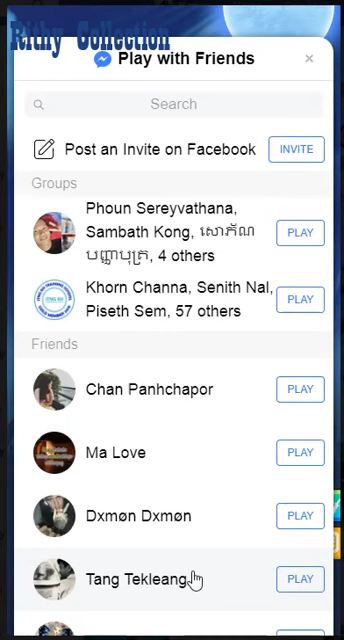 Rithy Collection
Play with Friends
×
Search
Post an Invite on Facebook
INVITE
Groups
Phoun Sereyvathana,
Sambath Kong, សោភ័ណ
បញ្ញាបុត្រ, 4 others
PLAY
Khorn Channa, Senith Nal,
Piseth Sem, 57 others
PLAY
Friends
Chan Panhchapor
PLAY
Ma Love
PLAY
Dxmøn Dxmøn
PLAY
Tang Tekleang
PLAY